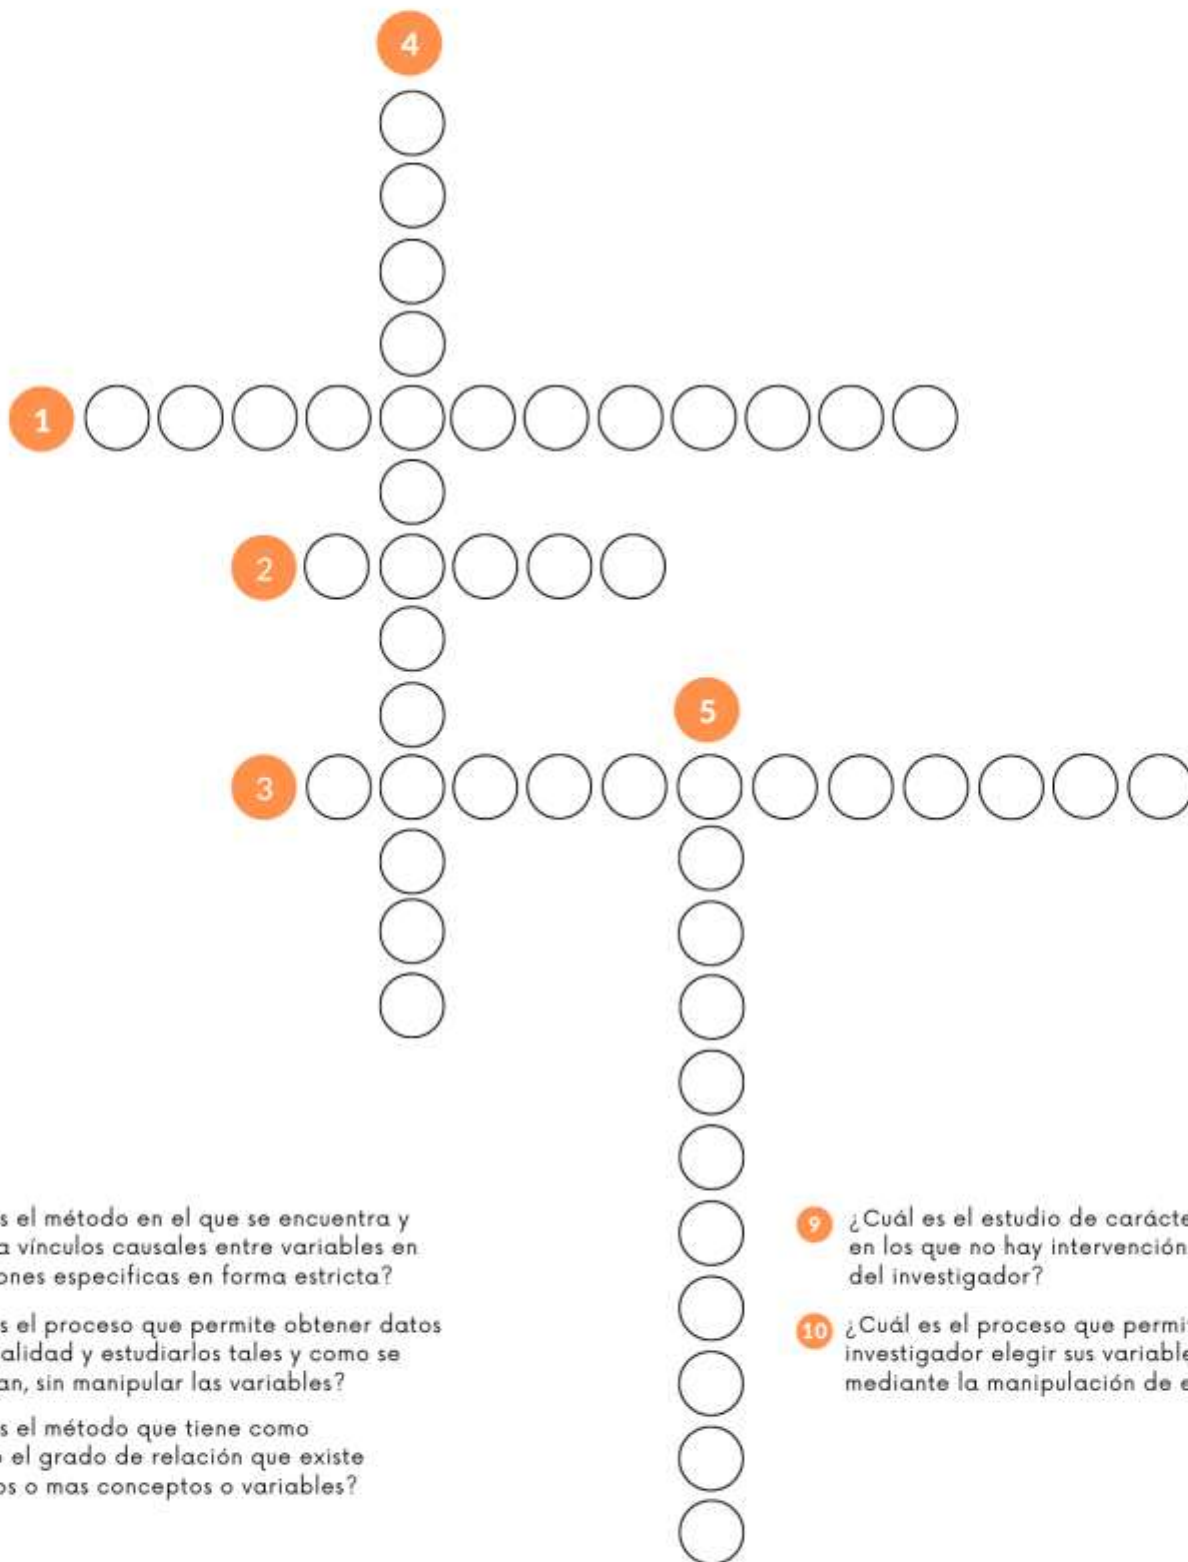 4
1
2
5
3
s el método en el que se encuentra y
a vínculos causales entre variables en
ones especificas en forma estricta?
s el proceso que permite obtener datos
alidad y estudiarlos tales y como se
an, sin manipular las variables?
s el método que tiene como
o el grado de relación que existe
os o mas conceptos o variables?
9 ¿Cuál es el estudio de carácte
en los que no hay intervención
del investigador?
10 ¿Cuál es el proceso que permi
investigador elegir sus variable
mediante la manipulación de e